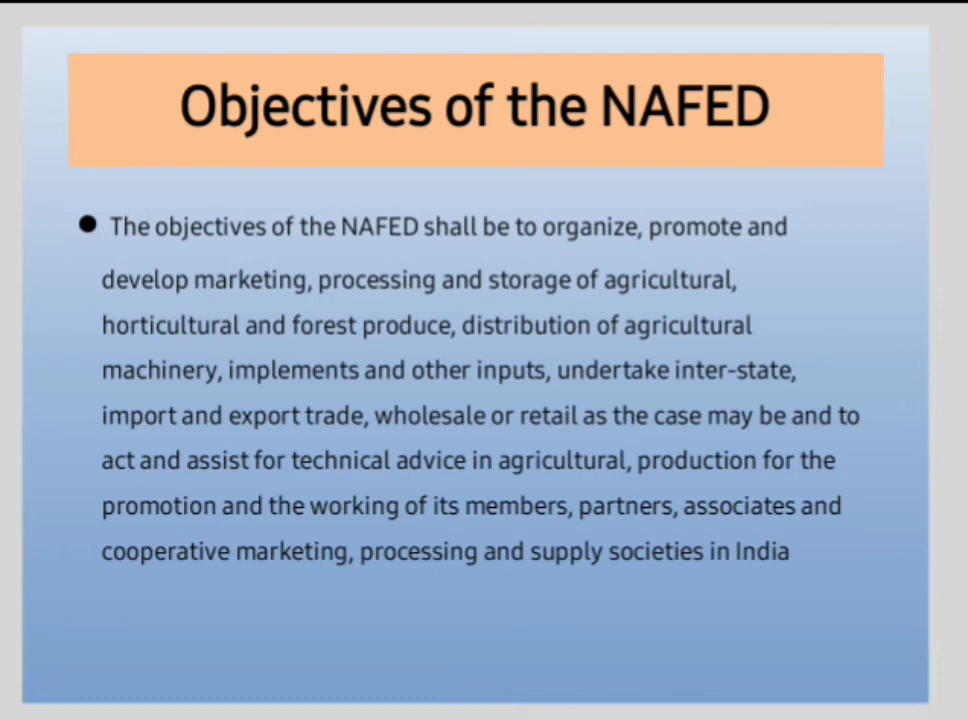 Objectives of the NAFED
● The objectives of the NAFED shall be to organize, promote and
develop marketing, processing and storage of agricultural,
horticultural and forest produce, distribution of agricultural
machinery, implements and other inputs, undertake inter-state,
import and export trade, wholesale or retail as the case may be and to
act and assist for technical advice in agricultural, production for the
promotion and the working of its members, partners, associates and
cooperative marketing, processing and supply societies in India